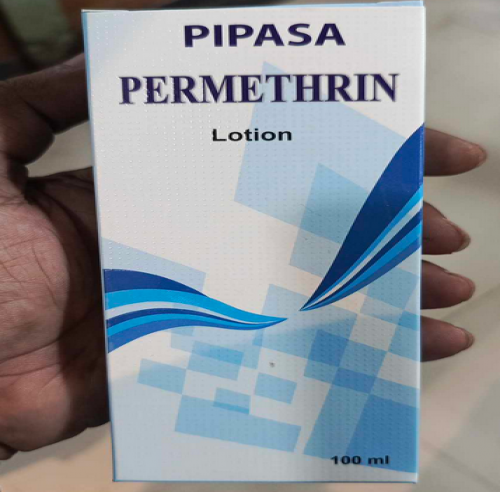 PIPASA
PERMETHRIN
Lotion
100 ml